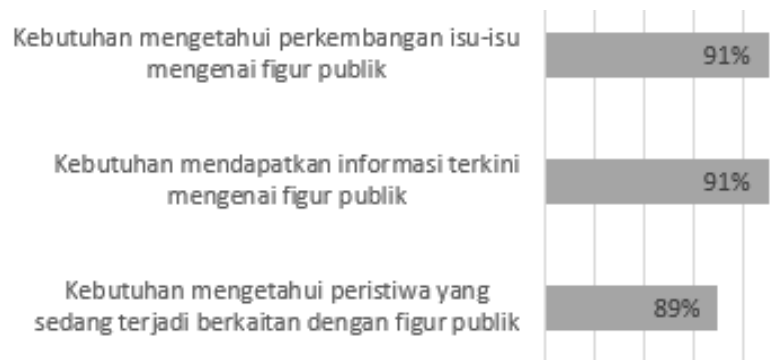 Kebutuhan mengetahui perkembangan isu-isu
mengenai figur publik
91%
Kebutuhan mendapatkan informasi terkini
mengenai figur publik
91%
Kebutuhan mengetahui peristiwa yang
sedang terjadi berkaitan dengan figur publik
89%